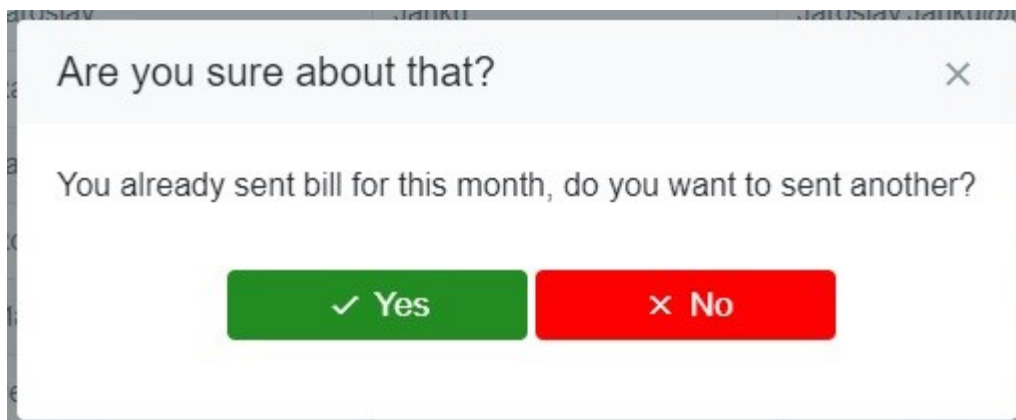 Are you sure about that?
You already sent bill for this month, do you want to sent another?
Yes
No